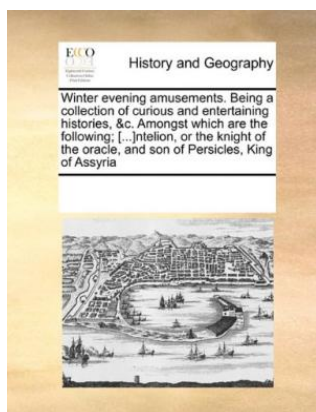 ECCO
History and Geography
Winter evening amusements. Being a
collection of curious and entertaining
histories, &c. Amongst which are the
following; [...]ntelion, or the knight of
the oracle, and son of Persicles, King
of Assyria